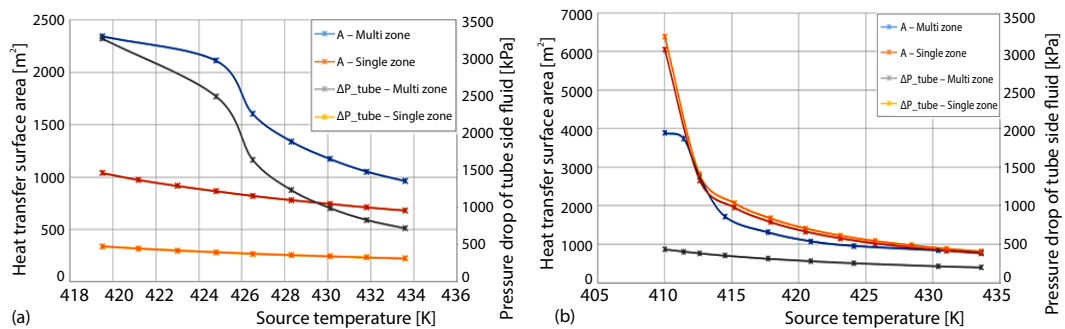 Heat transfer surface area [m²]
2500
2000
1500
1000
500
0
A – Multi zone
A – Single zone
ΔP_tube – Multi zone
ΔP_tube – Single zone
3500
3000
2500
2000
1500
1000
500
0
Pressure drop of tube side fluid [kPa]
418 420 422 424 426 428 430 432 434 436
(a)
Source temperature [K]
Heat transfer surface area [m²]
7000
6000
5000
4000
3000
2000
1000
0
A – Multi zone
A – Single zone
ΔP_tube – Multi zone
ΔP_tube – Single zone
3500
3000
2500
2000
1500
1000
500
0
Pressure drop of tube side fluid [kPa]
405 410 415 420 425 430 435
(b)
Source temperature [K]